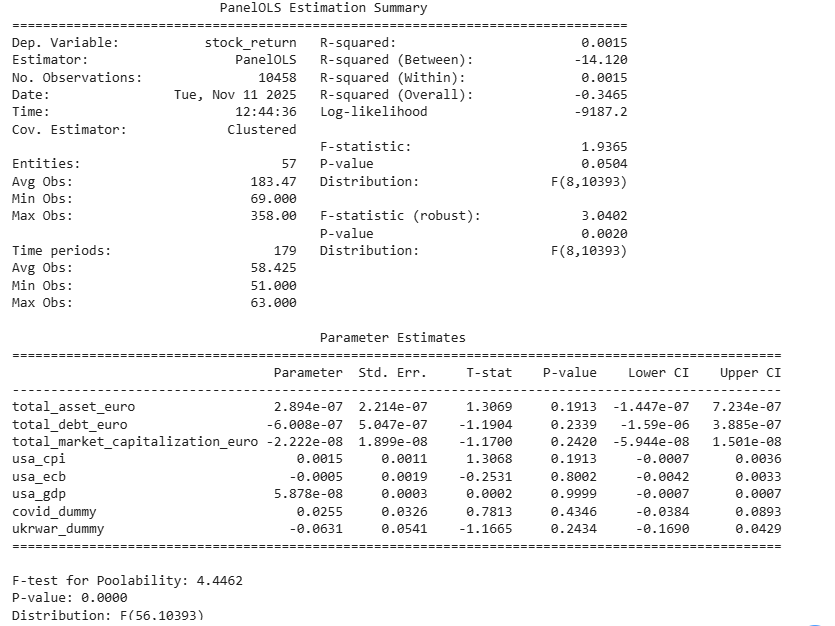 PanelOLS Estimation Summary
================================================================================
Dep. Variable: stock_return R-squared: 0.0015
Estimator: PanelOLS R-squared (Between): -14.120
No. Observations: 10458 R-squared (Within): 0.0015
Date: Tue, Nov 11 2025 R-squared (Overall): -0.3465
Time: 12:44:36 Log-likelihood -9187.2
Cov. Estimator: Clustered
F-statistic: 1.9365
Entities: 57 P-value 0.0504
Avg Obs: 183.47 Distribution: F(8,10393)
Min Obs: 69.000
Max Obs: 358.00 F-statistic (robust): 3.0402
P-value 0.0020
Time periods: 179 Distribution: F(8,10393)
Avg Obs: 58.425
Min Obs: 51.000
Max Obs: 63.000
Parameter Estimates
====================================================================================================
Parameter Std. Err. T-stat P-value Lower CI Upper CI
----------------------------------------------------------------------------------------------------
total_asset_euro 2.894e-07 2.214e-07 1.3069 0.1913 -1.447e-07 7.234e-07
total_debt_euro -6.008e-07 5.047e-07 -1.1904 0.2339 -1.59e-06 3.885e-07
total_market_capitalization_euro -2.222e-08 1.899e-08 -1.1700 0.2420 -5.944e-08 1.501e-08
usa_cpi 0.0015 0.0011 1.3068 0.1913 -0.0007 0.0036
usa_ecb -0.0005 0.0019 -0.2531 0.8002 -0.0042 0.0033
usa_gdp 5.878e-08 0.0003 0.0002 0.9999 -0.0007 0.0007
covid_dummy 0.0255 0.0326 0.7813 0.4346 -0.0384 0.0893
ukrwar_dummy -0.0631 0.0541 -1.1665 0.2434 -0.1690 0.0429
====================================================================================================
F-test for Poolability: 4.4462
P-value: 0.0000
Distribution: F(56,10393)